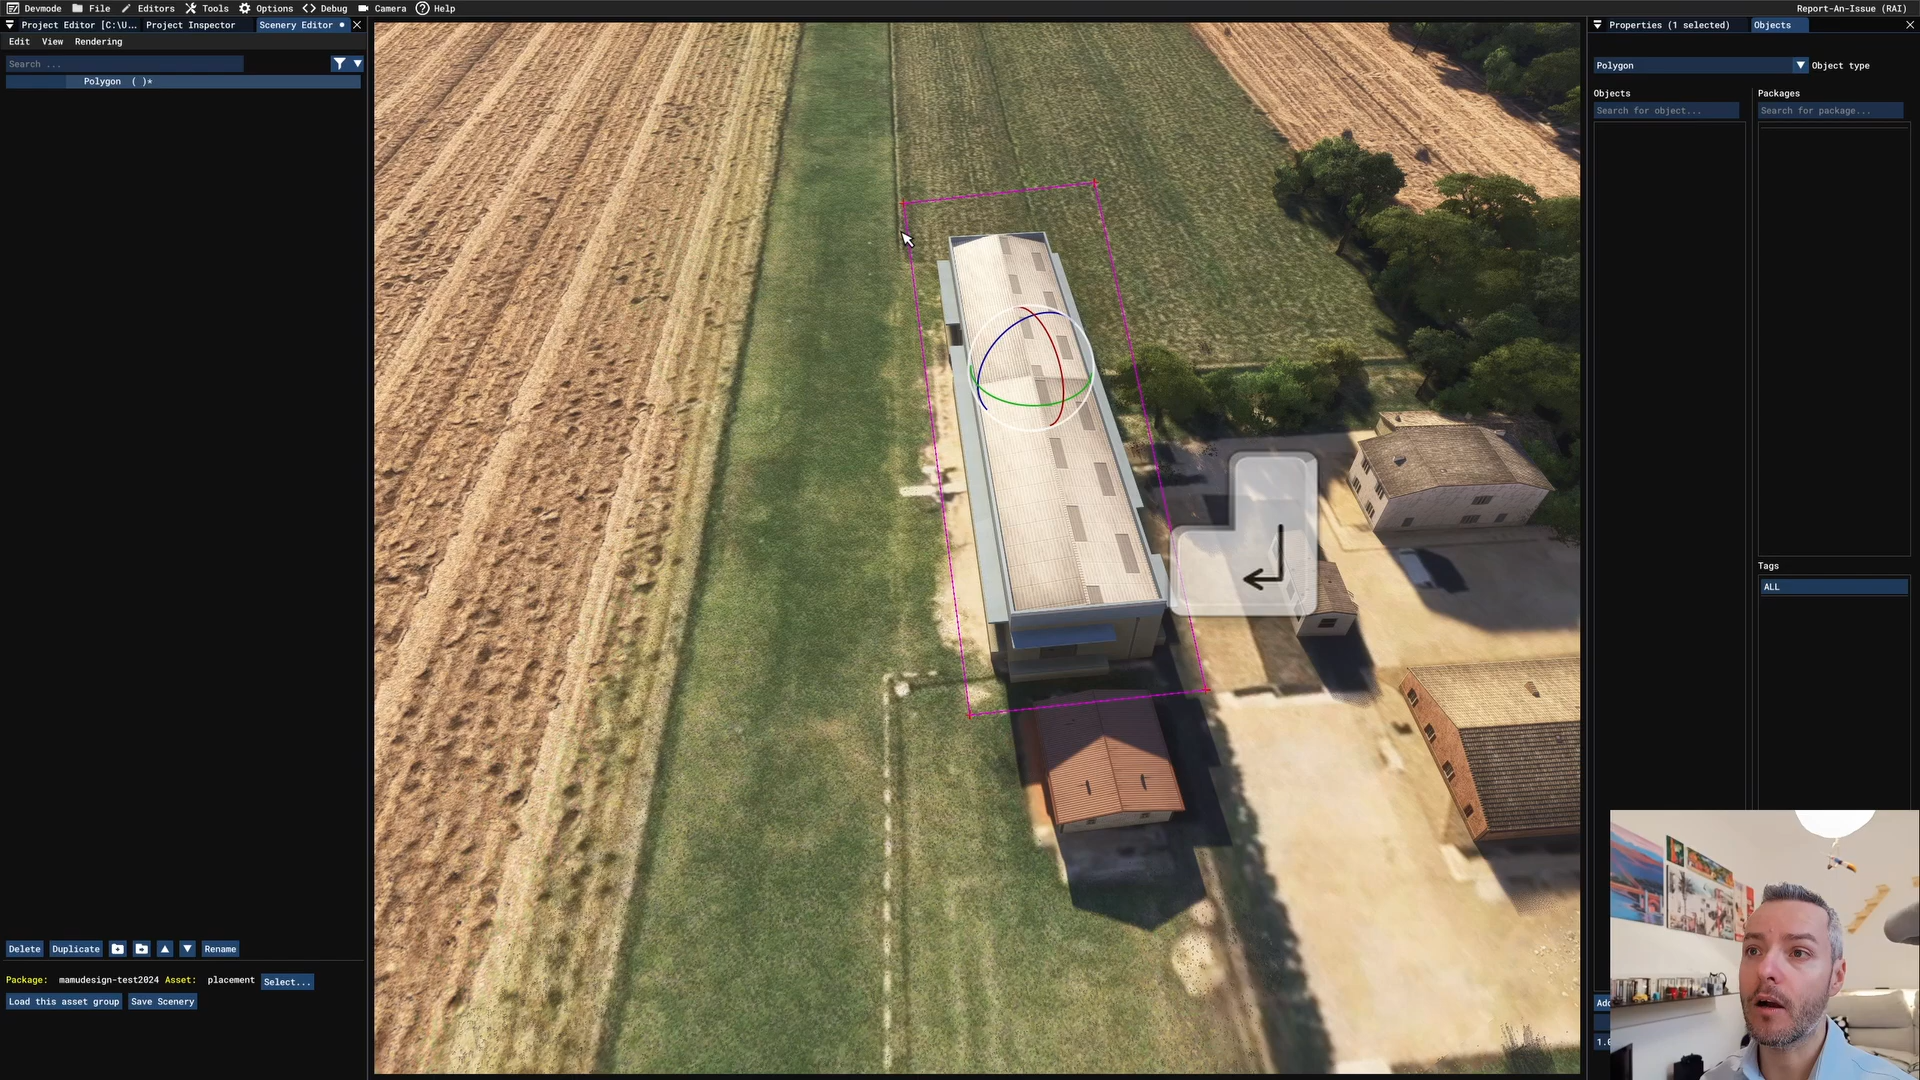 Devmode File Editors Tools Options Debug Camera Help Report-An-Issue (RAI)
Project Editor [C:\U... Project Inspector Scenery Editor
Properties (1 selected) Objects
Edit View Rendering
Search ...
Polygon ( )*
Polygon Object type
Objects Packages
Search for object... Search for package...
Tags
ALL
Delete Duplicate Rename
Package: mamudesign-test2024 Asset: placement Select...
Load this asset group Save Scenery